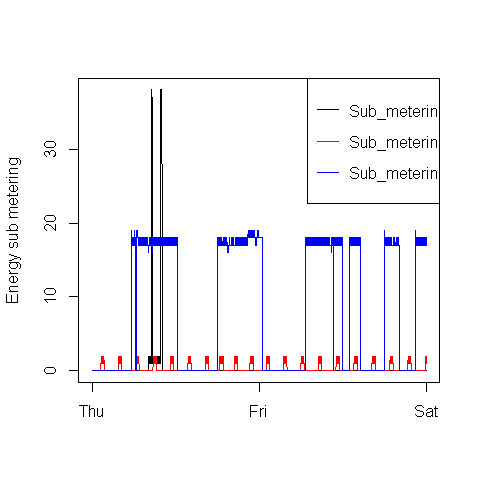 Sub_meterin
Sub_meterin
Sub_meterin
Energy sub metering
30
20
10
0
Thu Fri Sat